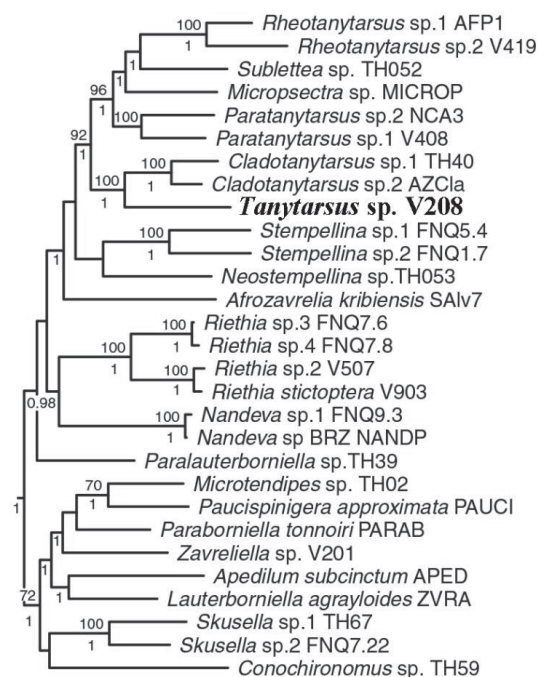 100
1
Rheotanytarsus sp.1 AFP1
Rheotanytarsus sp.2 V419
1
Sublettea sp. TH052
96
1
Micropsectra sp. MICROP
100
1
Paratanytarsus sp.2 NCA3
Paratanytarsus sp.1 V408
92
1
100
1
Cladotanytarsus sp.1 TH40
100
1
Cladotanytarsus sp.2 AZCla
Tanytarsus sp. V208
1
100
1
Stempellina sp.1 FNQ5.4
Stempellina sp.2 FNQ1.7
Neostempellina sp.TH053
Afrozavrelia kribiensis SAlv7
100
1
100
1
Riethia sp.3 FNQ7.6
Riethia sp.4 FNQ7.8
100
1
Riethia sp.2 V507
Riethia stictoptera V903
0.98
100
1
Nandeva sp.1 FNQ9.3
Nandeva sp BRZ NANDP
Paralauterborniella sp.TH39
1
70
1
Microtendipes sp. TH02
Paucispinigera approximata PAUCI
Paraborniella tonnoiri PARAB
1
Zavreliella sp. V201
1
Apedilum subcinctum APED
1
Lauterborniella agrayloides ZVRA
72
1
100
1
Skusella sp.1 TH67
Skusella sp.2 FNQ7.22
Conochironomus sp. TH59